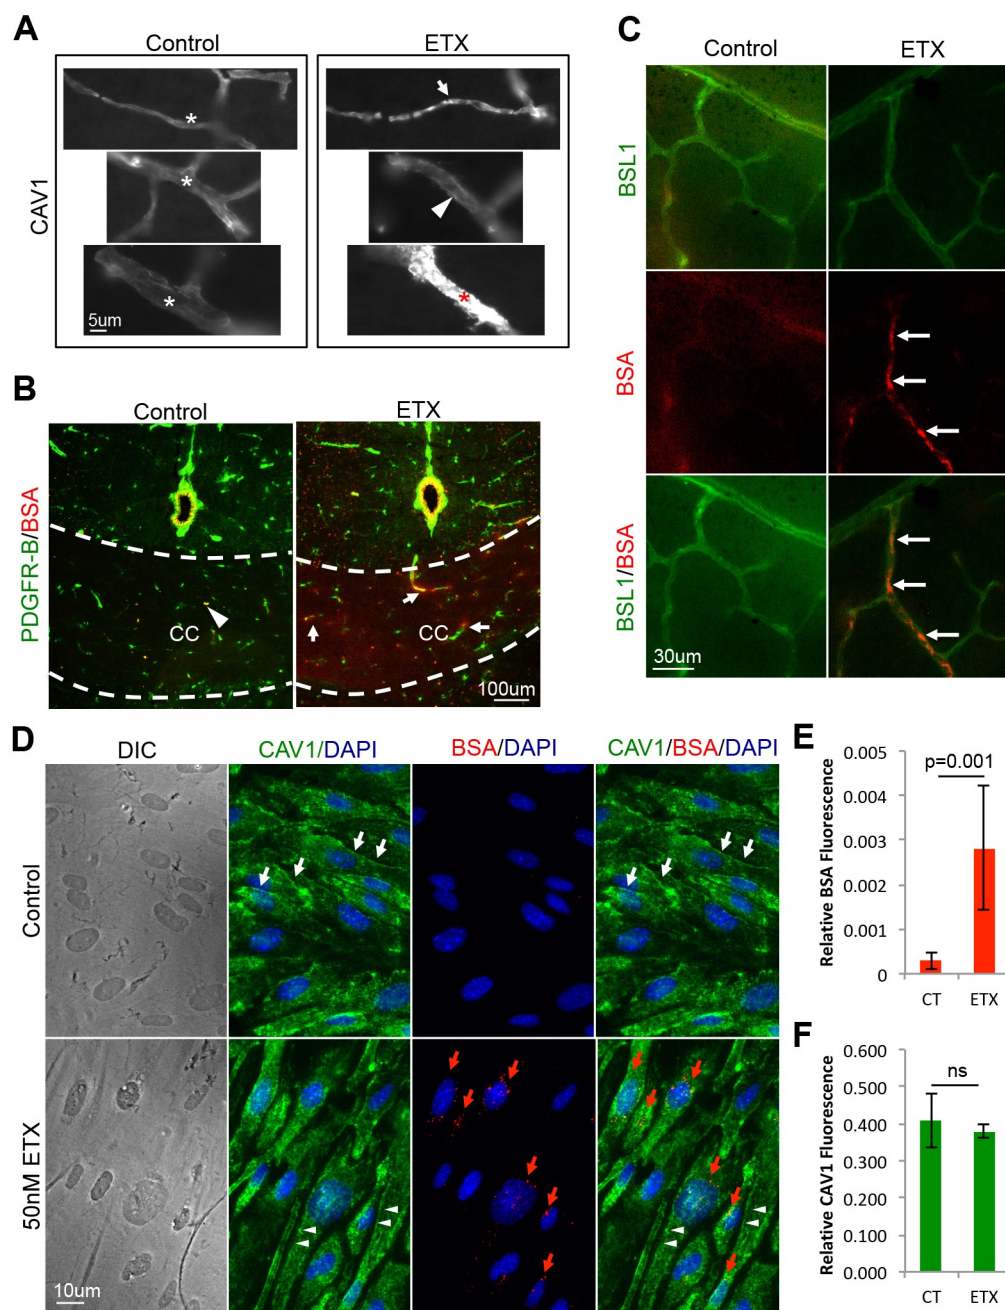 A
Control
ETX
CAV1
*
*
*
*
5um
B
Control
ETX
PDGFR-B/BSA
CC
CC
100um
C
Control
ETX
BSL1
BSA
BSL1/BSA
30um
D
DIC
CAV1/DAPI
BSA/DAPI
CAV1/BSA/DAPI
Control
50nM ETX
10um
E
Relative BSA Fluorescence
0.005
0.004
0.003
0.002
0.001
0
p=0.001
CT
ETX
F
Relative CAV1 Fluorescence
0.600
0.500
0.400
0.300
0.200
0.100
0.000
ns
CT
ETX